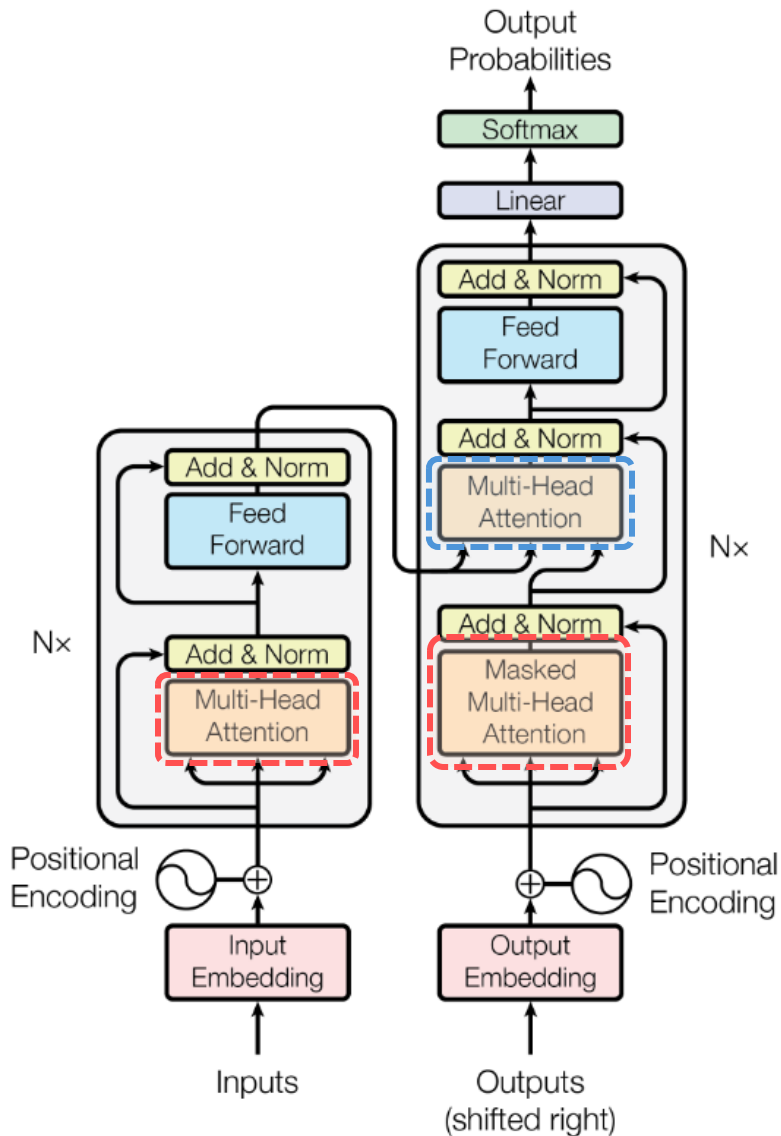 Output
Probabilities
Softmax
Linear
Add & Norm
Feed
Forward
Add & Norm
Multi-Head
Attention
Nx
Add & Norm
Masked
Multi-Head
Attention
Add & Norm
Feed
Forward
Nx
Add & Norm
Multi-Head
Attention
Positional
Encoding
Positional
Encoding
Input
Embedding
Output
Embedding
Inputs
Outputs
(shifted right)